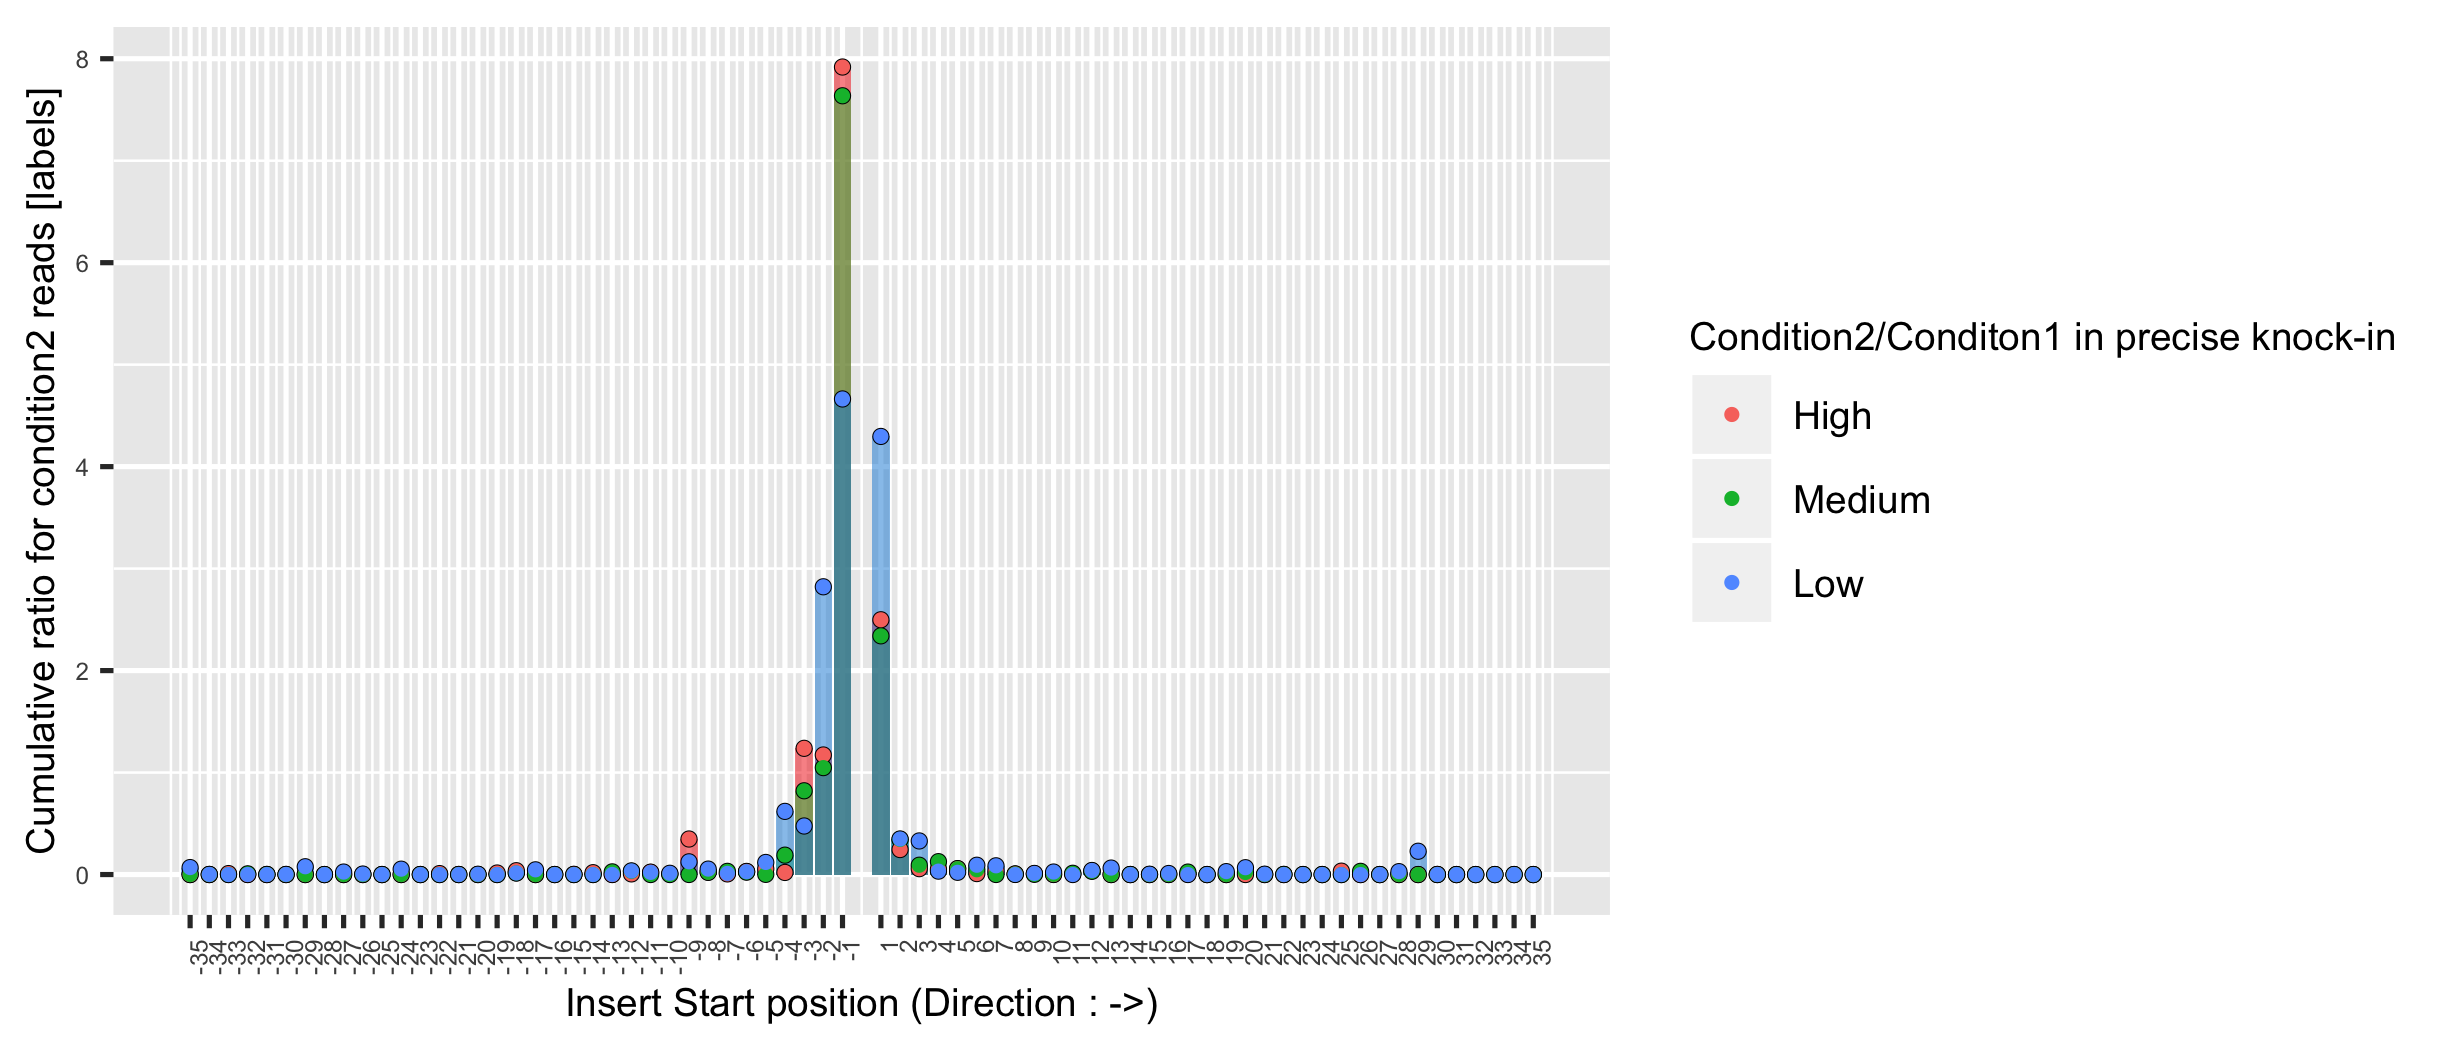 Cumulative ratio for condition2 reads [labels]
8
6
4
2
0
-35 -34 -33 -32 -31 -30 -29 -28 -27 -26 -25 -24 -23 -22 -21 -20 -19 -18 -17 -16 -15 -14 -13 -12 -11 -10 -9 -8 -7 -6 -5 -4 -3 -2 -1 1 2 3 4 5 6 7 8 9 10 11 12 13 14 15 16 17 18 19 20 21 22 23 24 25 26 27 28 29 30 31 32 33 34 35
Insert Start position (Direction : ->)
Condition2/Conditon1 in precise knock-in
High
Medium
Low